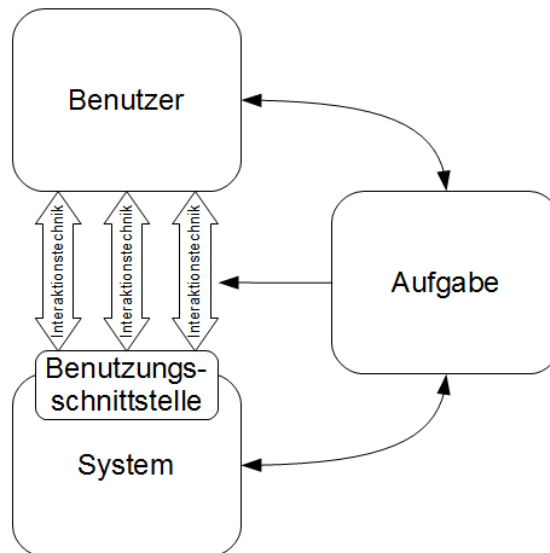 Benutzer
Interaktionstechnik
Interaktionstechnik
Interaktionstechnik
Aufgabe
Benutzungs-
schnittstelle
System